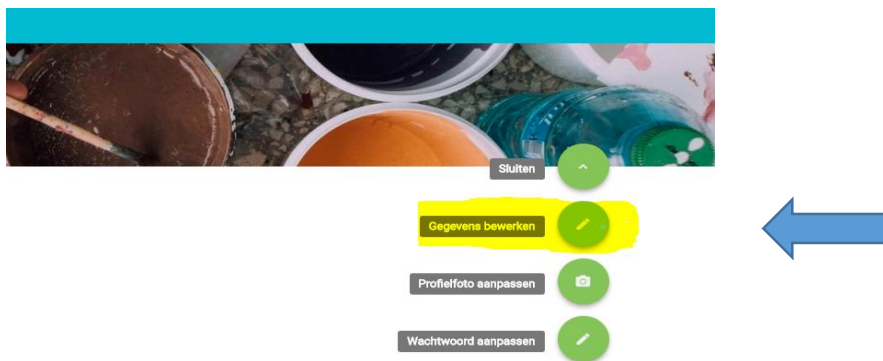 Sluiten
Gegevens bewerken
Profielfoto aanpassen
Wachtwoord aanpassen